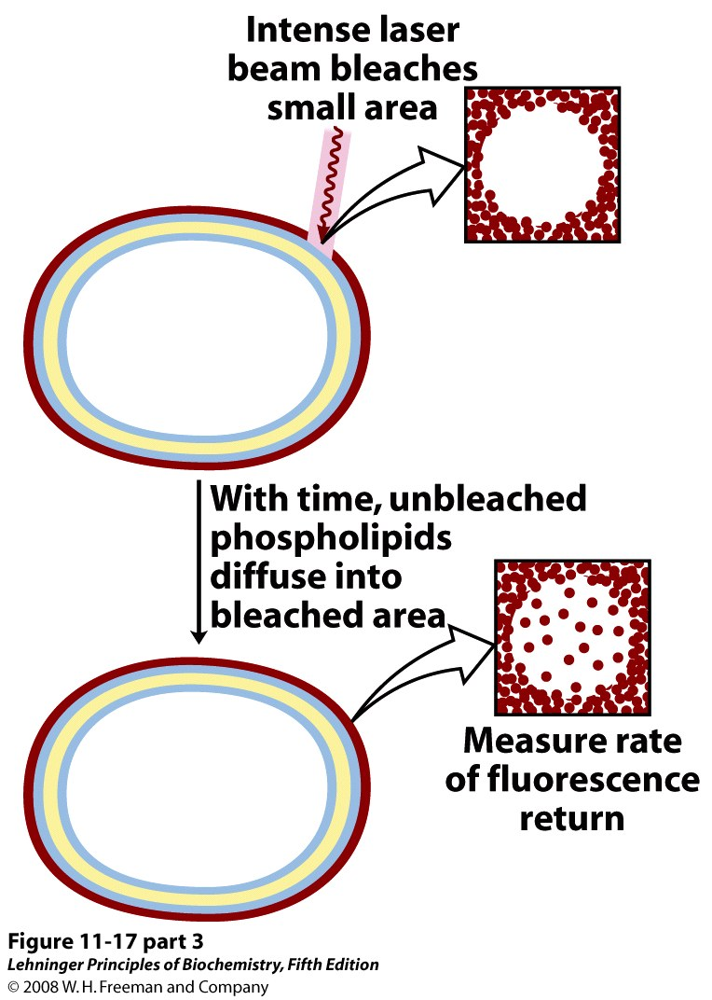 Intense laser
beam bleaches
small area
With time, unbleached
phospholipids
diffuse into
bleached area
Measure rate
of fluorescence
return
Figure 11-17 part 3
Lehninger Principles of Biochemistry, Fifth Edition
© 2008 W. H. Freeman and Company